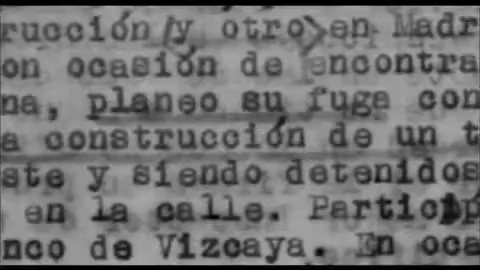 rucción y otro en Madr
on ocasión de encontra
na, planeo su fuga con
a construcción de un t
ste y siendo detenidos
en la calle. Particip
nco de Vizcaya. En oca